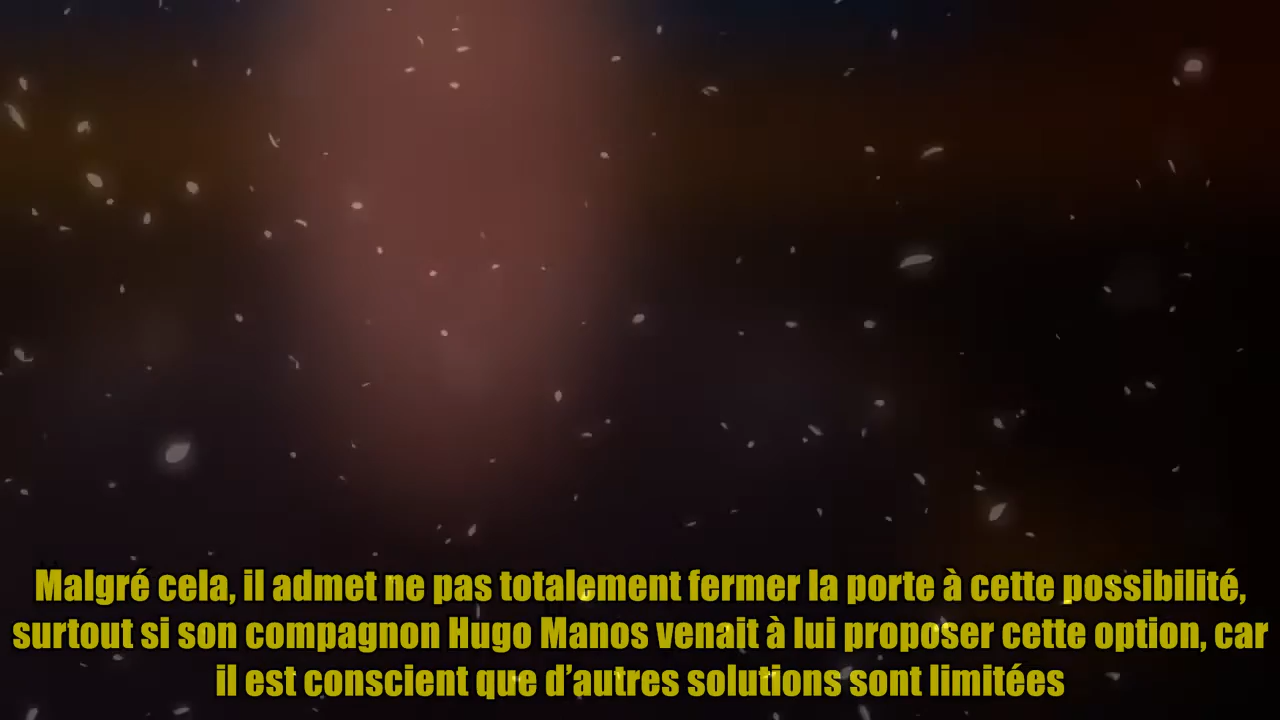 Malgré cela, il admet ne pas totalement fermer la porte à cette possibilité,
surtout si son compagnon Hugo Manos venait à lui proposer cette option, car
il est conscient que d’autres solutions sont limitées